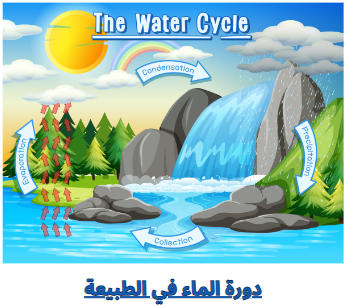 The Water Cycle
Condensation
Evaporation
Precipitation
Collection
دورة الماء في الطبيعة